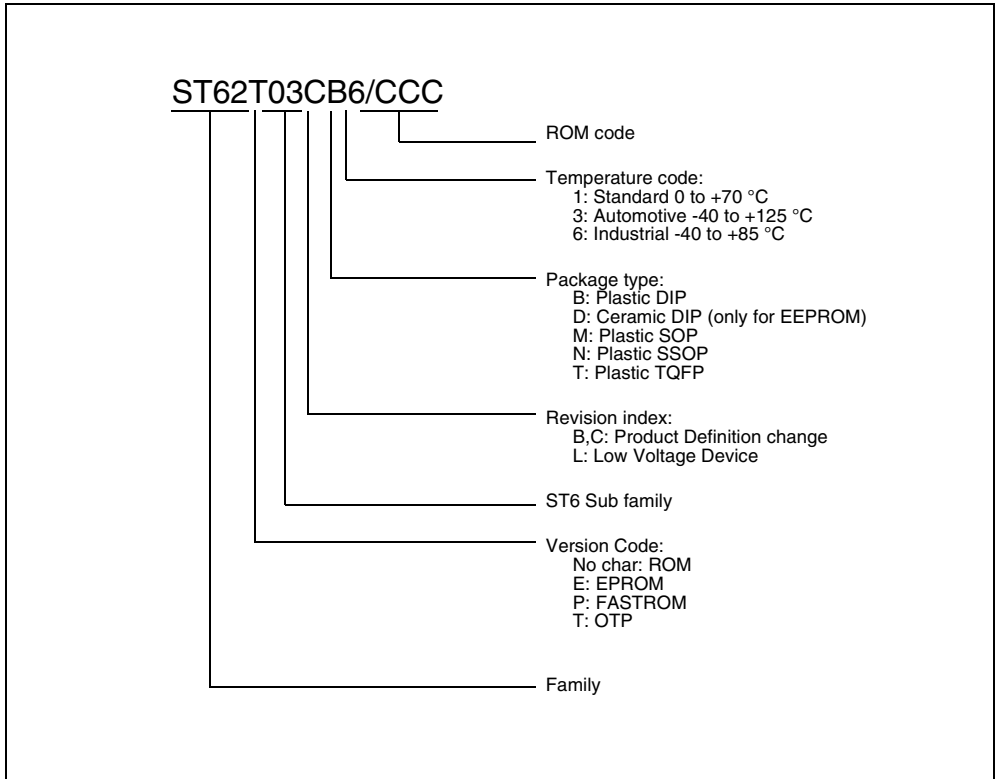 ST62T03CB6/CCC
ROM code
Temperature code:
1: Standard 0 to +70 °C
3: Automotive -40 to +125 °C
6: Industrial -40 to +85 °C
Package type:
B: Plastic DIP
D: Ceramic DIP (only for EEPROM)
M: Plastic SOP
N: Plastic SSOP
T: Plastic TQFP
Revision index:
B,C: Product Definition change
L: Low Voltage Device
ST6 Sub family
Version Code:
No char: ROM
E: EPROM
P: FASTROM
T: OTP
Family